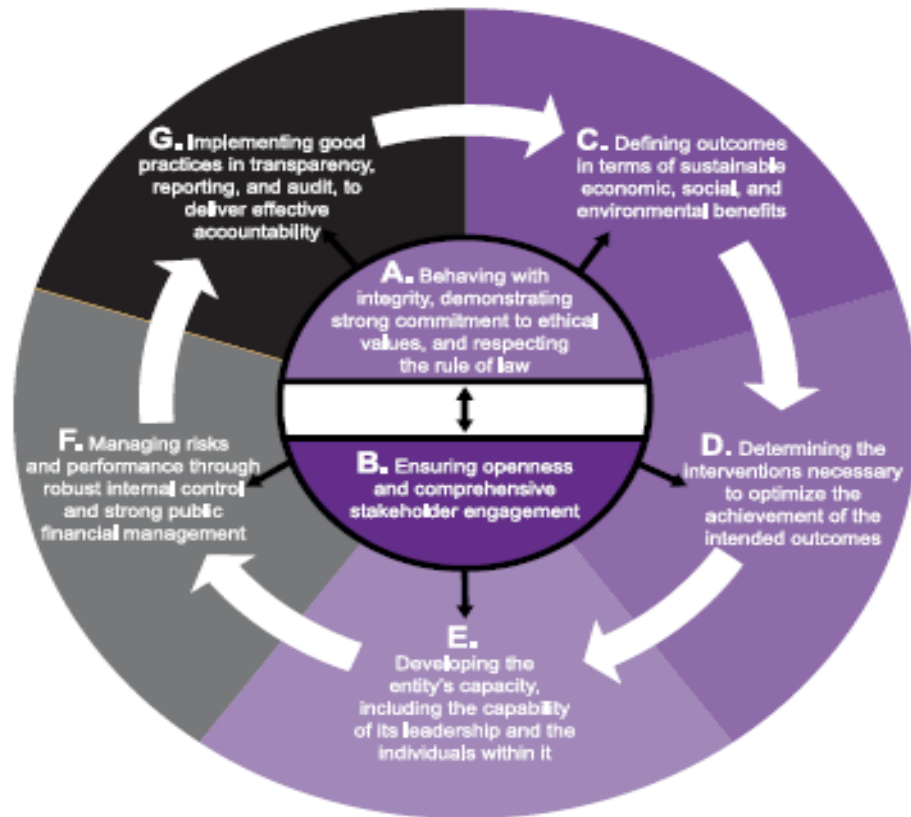 G. Implementing good
practices in transparency,
reporting, and audit, to
deliver effective
accountability
C. Defining outcomes
in terms of sustainable
economic, social, and
environmental benefits
A. Behaving with
integrity, demonstrating
strong commitment to ethical
values, and respecting
the rule of law
B. Ensuring openness
and comprehensive
stakeholder engagement
D. Determining the
interventions necessary
to optimize the
achievement of the
intended outcomes
E.
Developing the
entity's capacity,
including the capability
of its leadership and the
individuals within it
F. Managing risks
and performance through
robust internal control
and strong public
financial management